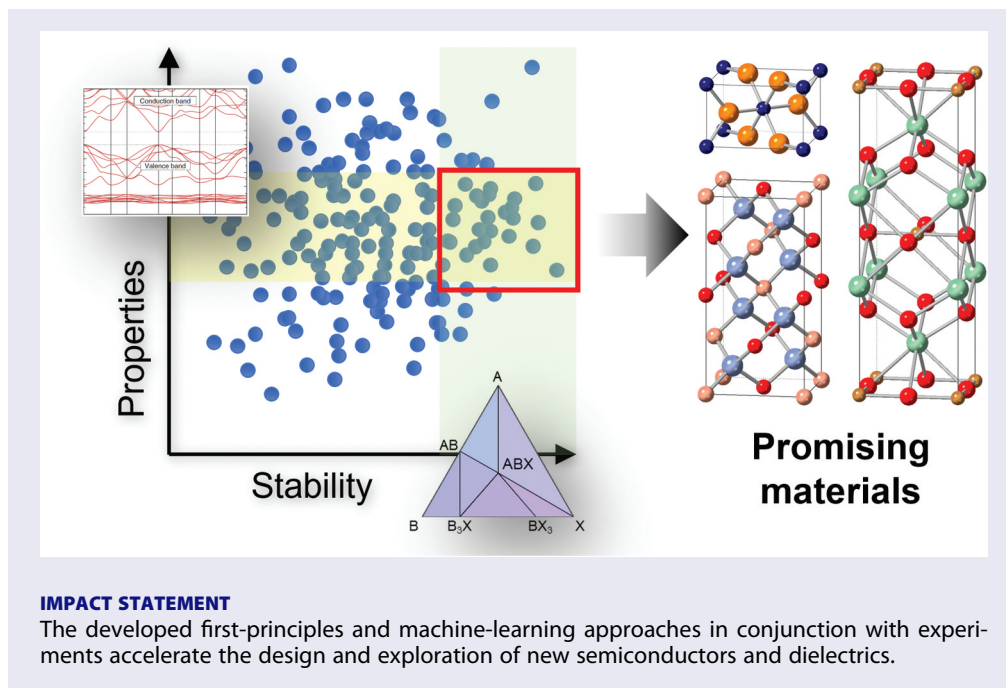 Conduction band
Valence band
Properties
Stability
A
AB
ABX
B
B₃X
BX₃
X
Promising
materials
IMPACT STATEMENT
The developed first-principles and machine-learning approaches in conjunction with experi-
ments accelerate the design and exploration of new semiconductors and dielectrics.